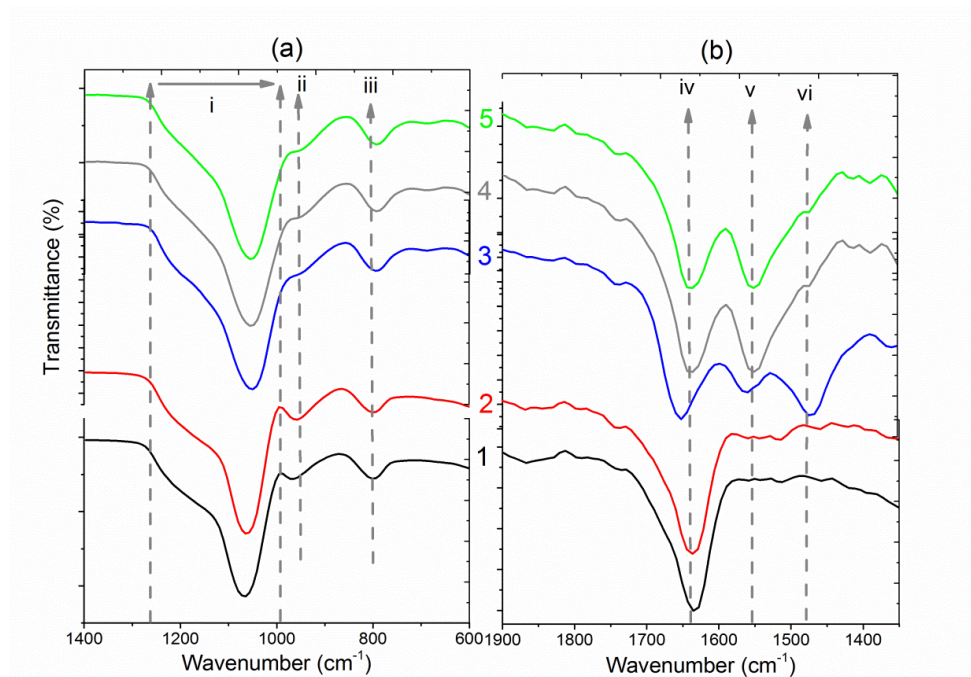 (a) (b)
i ii iii iv v vi
5
4
3
2
1
Transmittance (%)
1400 1200 1000 800 600 1900 1800 1700 1600 1500 1400
Wavenumber (cm⁻¹) Wavenumber (cm⁻¹)